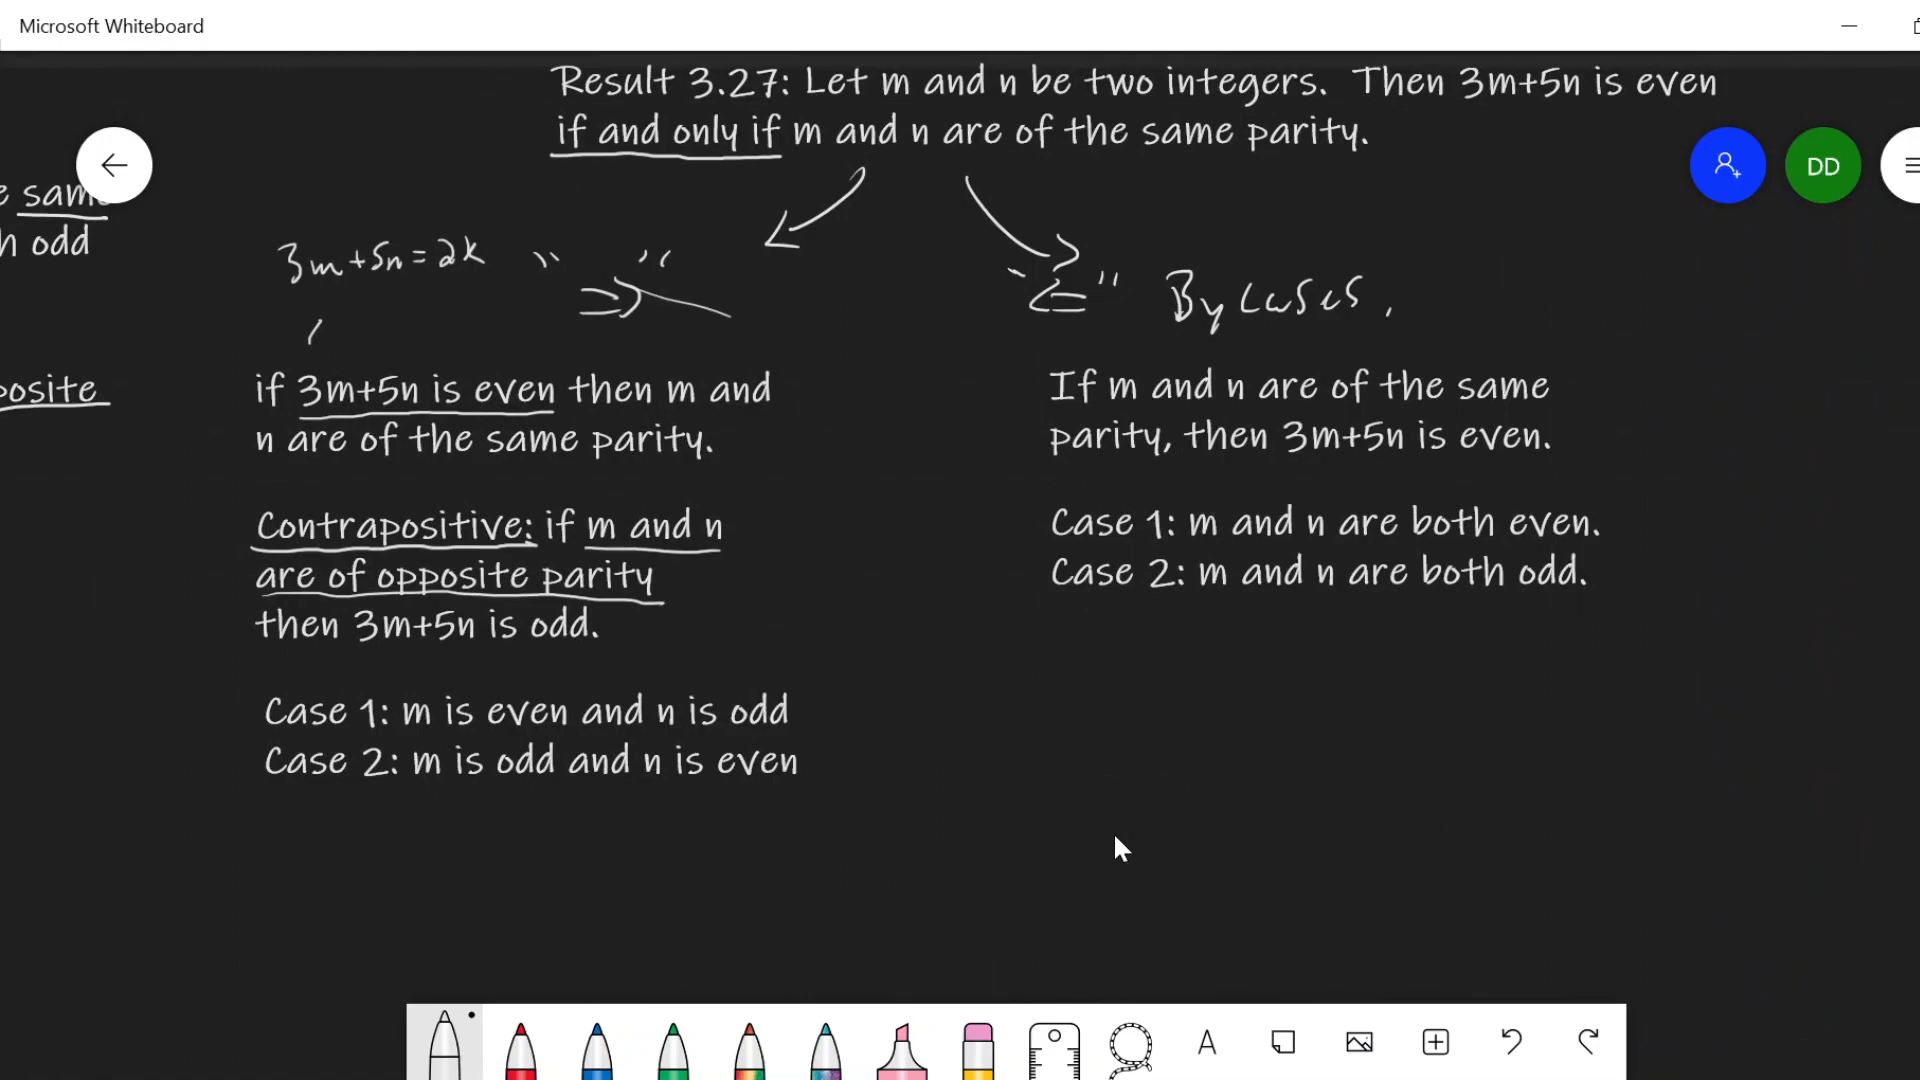 Microsoft Whiteboard
Result 3.27: Let m and n be two integers. Then 3m+5n is even
if and only if m and n are of the same parity.
e same
h odd
posite
DD
3m+5n=2k " "
⇒
"⇐" By cases.
if 3m+5n is even then m and
n are of the same parity.
Contrapositive: if m and n
are of opposite parity
then 3m+5n is odd.
Case 1: m is even and n is odd
Case 2: m is odd and n is even
If m and n are of the same
parity, then 3m+5n is even.
Case 1: m and n are both even.
Case 2: m and n are both odd.
A